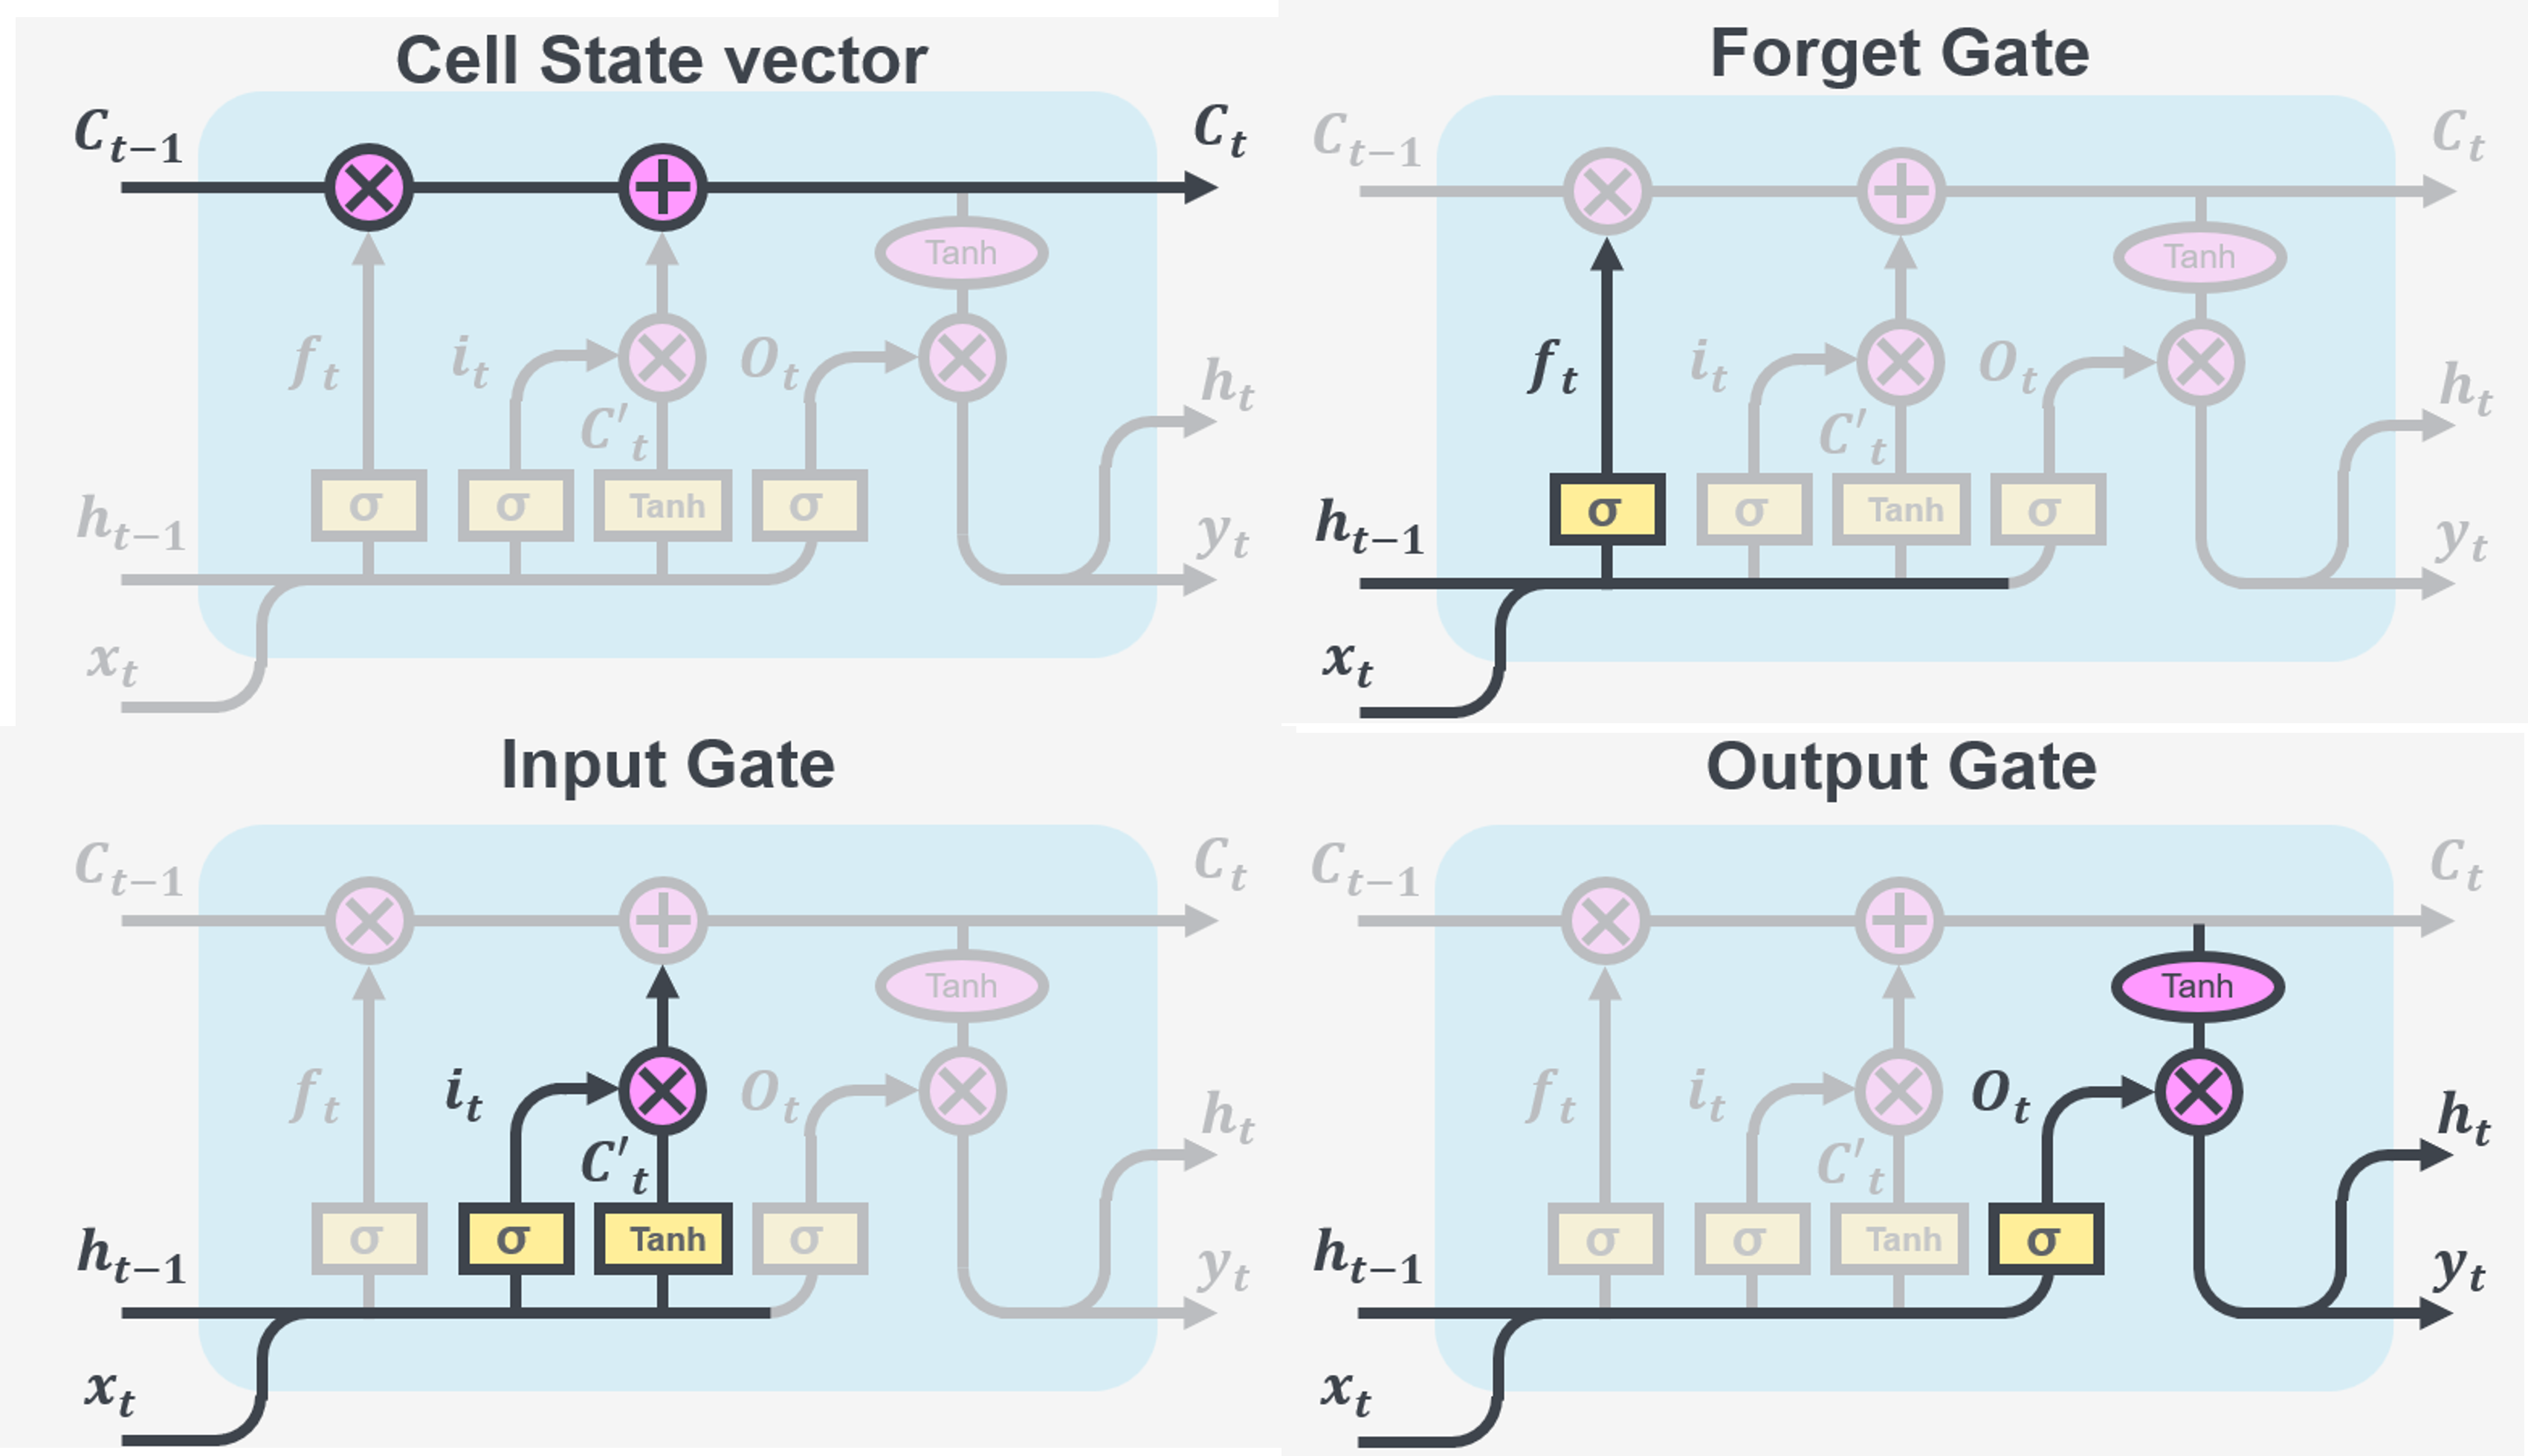 Cell State vector
C_{t-1}
C_t
Tanh
f_t
i_t
O_t
C'_t
h_t
h_{t-1}
σ
σ
Tanh
σ
y_t
x_t
Forget Gate
C_{t-1}
C_t
Tanh
f_t
i_t
O_t
C'_t
h_t
h_{t-1}
σ
σ
Tanh
σ
y_t
x_t
Input Gate
C_{t-1}
C_t
Tanh
f_t
i_t
O_t
C'_t
h_t
h_{t-1}
σ
σ
Tanh
σ
y_t
x_t
Output Gate
C_{t-1}
C_t
Tanh
f_t
i_t
O_t
C'_t
h_t
h_{t-1}
σ
σ
Tanh
σ
y_t
x_t